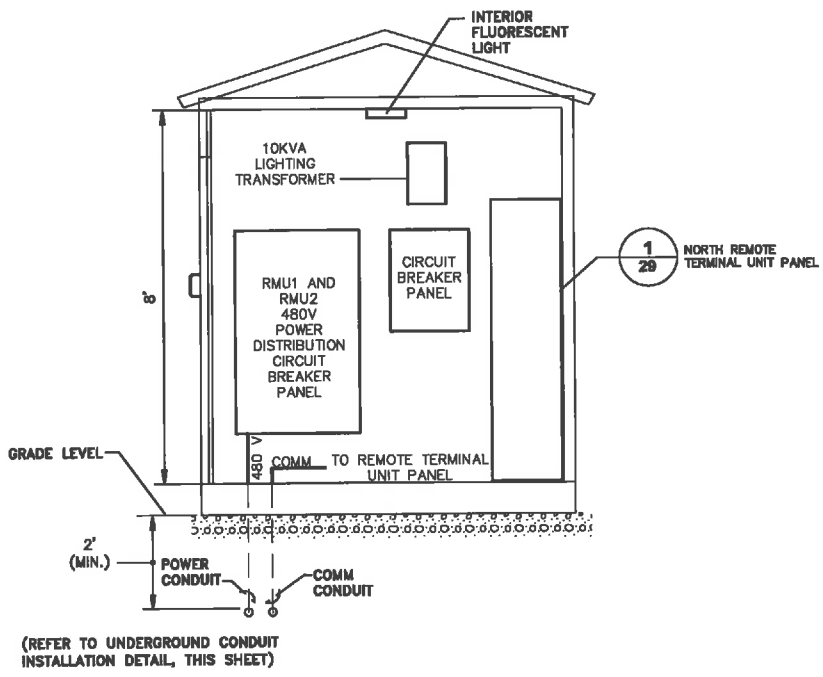 INTERIOR
FLUORESCENT
LIGHT
10KVA
LIGHTING
TRANSFORMER
1
29
NORTH REMOTE
TERMINAL UNIT PANEL
CIRCUIT
BREAKER
PANEL
RMU1 AND
RMU2
480V
POWER
DISTRIBUTION
CIRCUIT
BREAKER
PANEL
8'
GRADE LEVEL
480 V
COMM
TO REMOTE TERMINAL
UNIT PANEL
2'
(MIN.)
POWER
CONDUIT
COMM
CONDUIT
(REFER TO UNDERGROUND CONDUIT
INSTALLATION DETAIL, THIS SHEET)